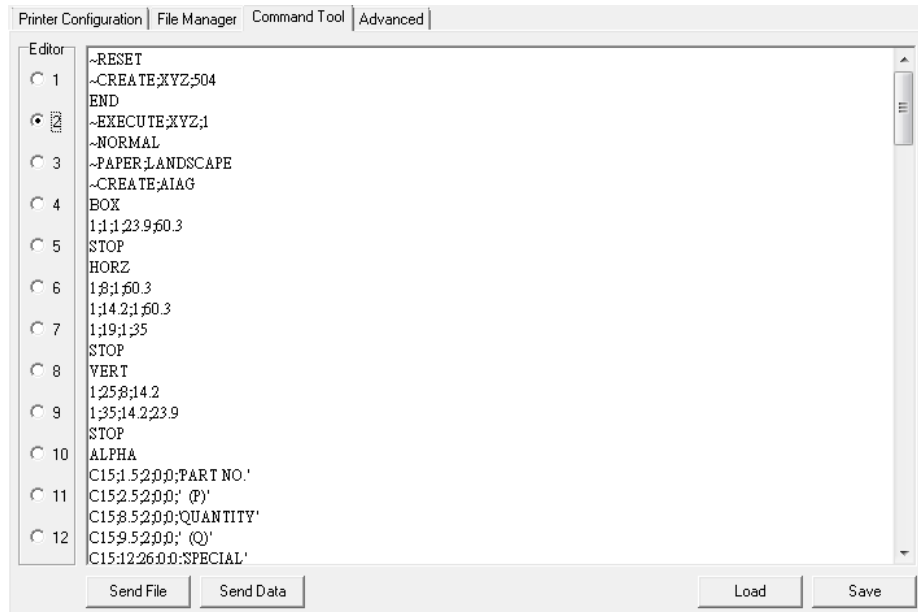 Printer Configuration File Manager Command Tool Advanced
Editor
1
2
3
4
5
6
7
8
9
10
11
12
~RESET
~CREATE;XYZ;504
END
~EXECUTE;XYZ;1
~NORMAL
~PAPER;LANDSCAPE
~CREATE;AIAG
BOX
1;1;1;23.9;60.3
STOP
HORZ
1;8;1;60.3
1;14.2;1;60.3
1;19;1;35
STOP
VERT
1;25;8;14.2
1;35;14.2;23.9
STOP
ALPHA
C15;1.5;2;0;0;'PART NO.'
C15;2.5;2;0;0;' (P)'
C15;8.5;2;0;0;'QUANTITY'
C15;9.5;2;0;0;' (Q)'
C15;12;26;0;0;'SPECIAL'
Send File Send Data Load Save